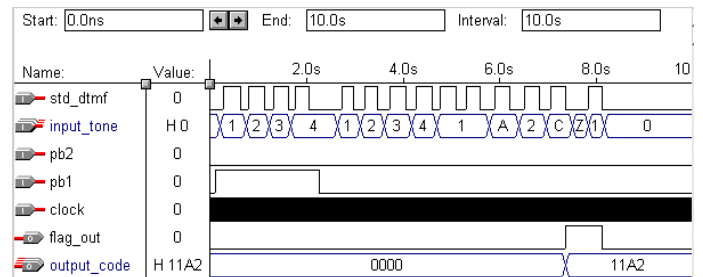 Start: 0.0ns End: 10.0s Interval: 10.0s
Name: Value: 2.0s 4.0s 6.0s 8.0s 10
std_dtmf 0
input_tone H 0 1 2 3 4 1 2 3 4 1 A 2 C Z 1 0
pb2 0
pb1 0
clock 0
flag_out 0
output_code H 11A2 0000 11A2